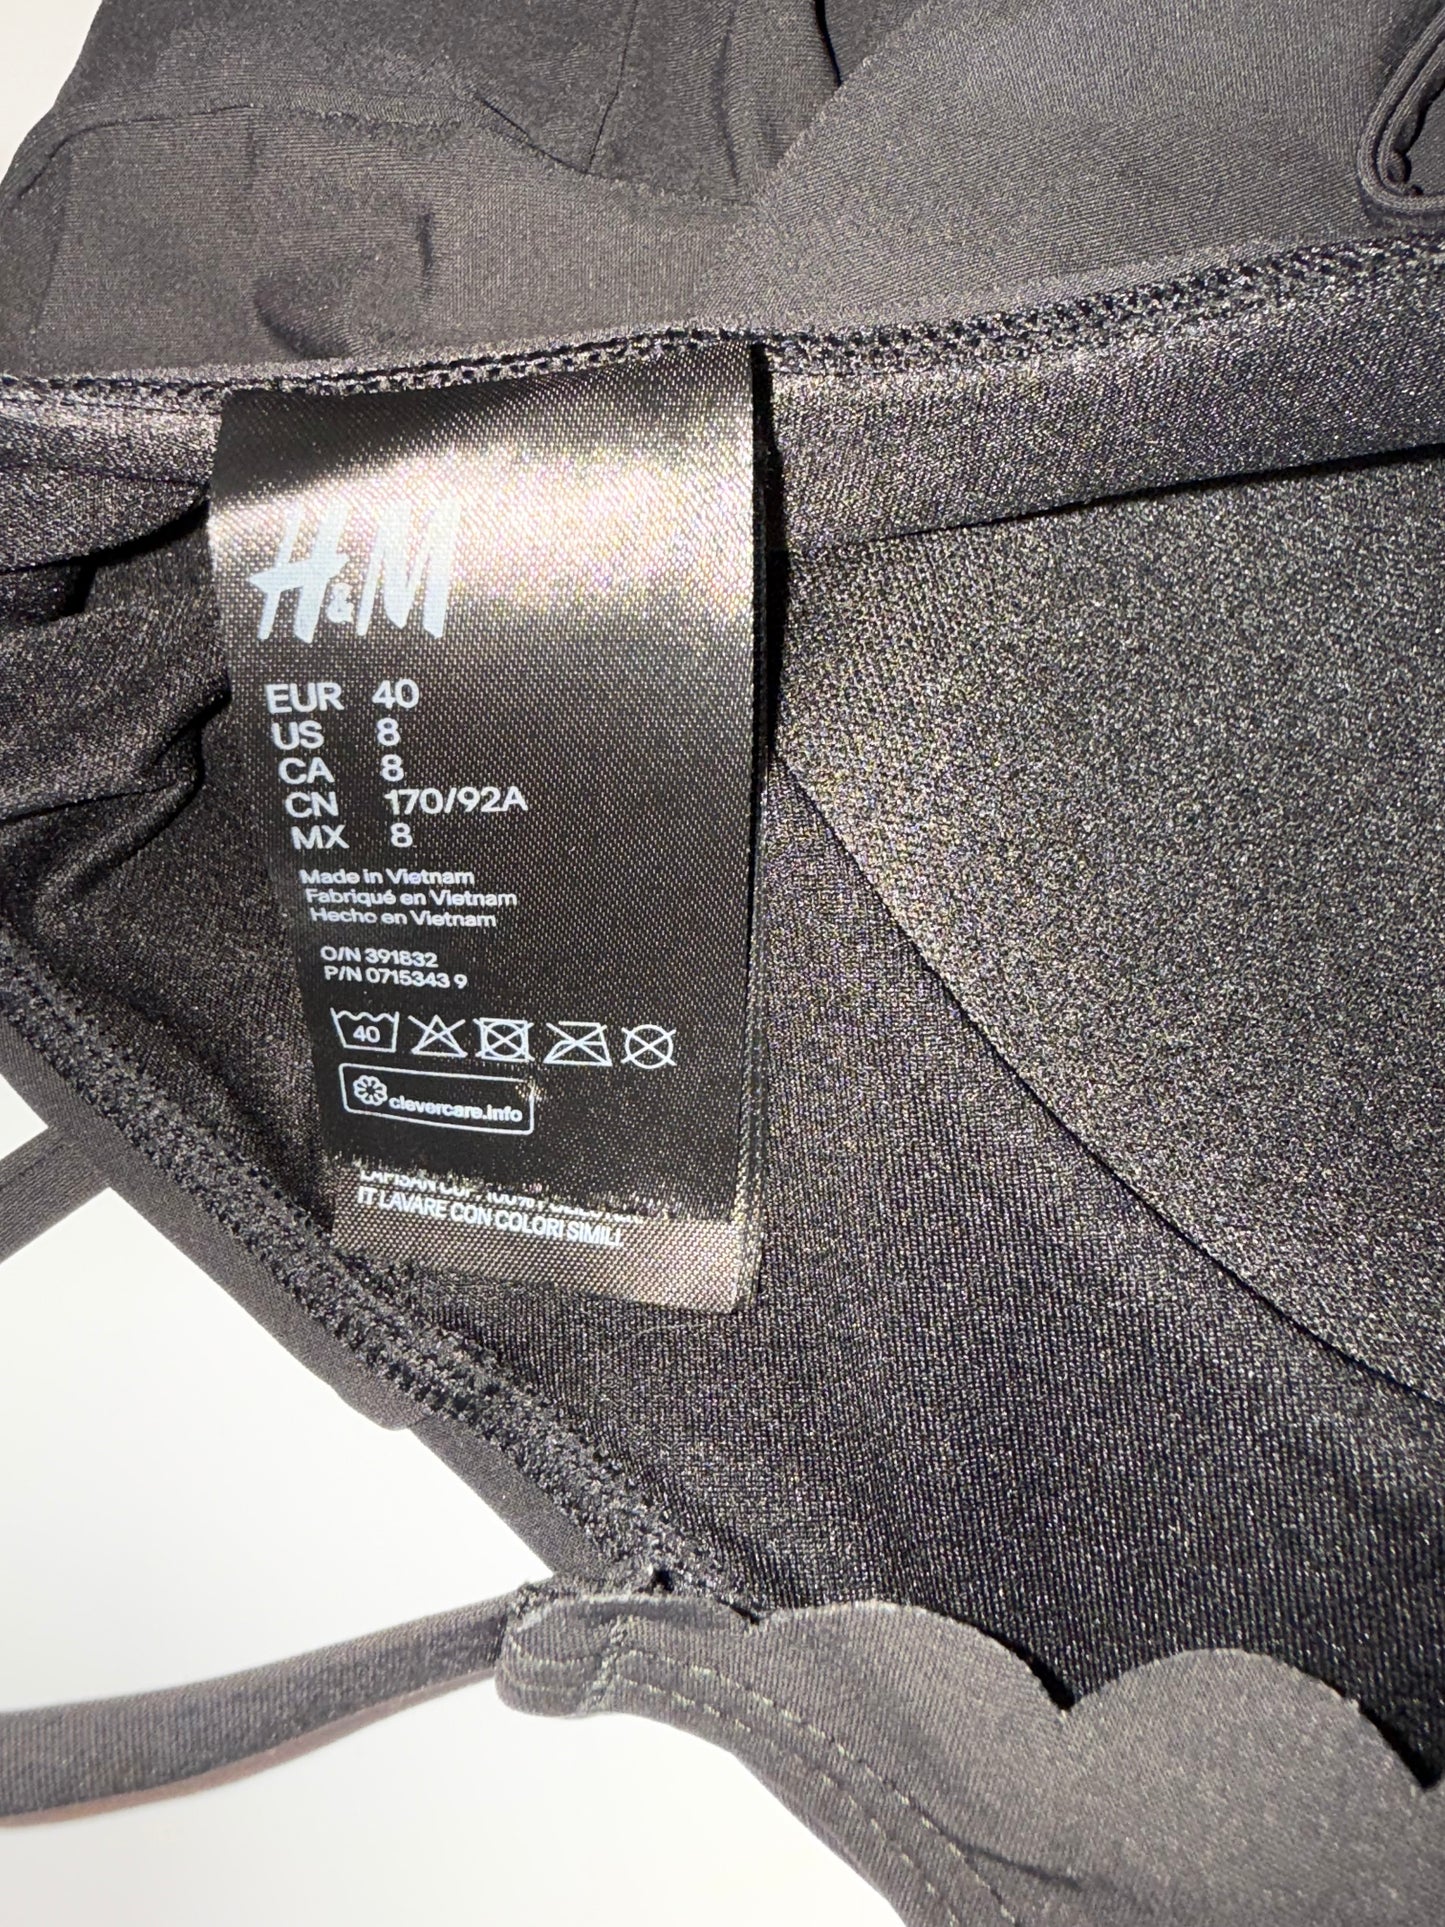 H&M
EUR 40
US 8
CA 8
CN 170/92A
MX 8
Made in Vietnam
Fabriqué en Vietnam
Hecho en Vietnam
O/N 391832
P/N 0715343 9
40
clevercare.info
IT LAVARE CON COLORI SIMILI